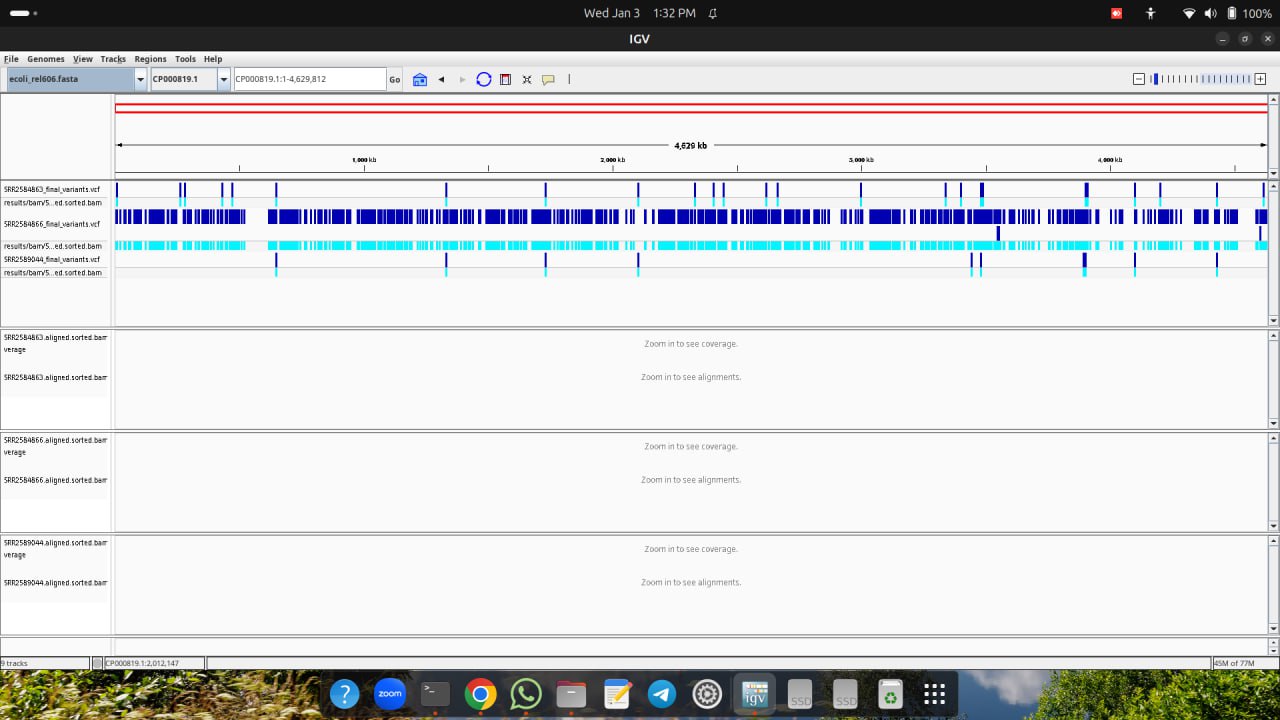 Wed Jan 3 1:32 PM
100%
IGV
File Genomes View Tracks Regions Tools Help
ecoli_rel606.fasta CP000819.1 CP000819.1:1-4,629,812 Go
4,629 kb
1,000 kb 2,000 kb 3,000 kb 4,000 kb
SRR2584863_final_variants.vcf
results/bam/S...ed.sorted.bam
SRR2584866_final_variants.vcf
results/bam/S...ed.sorted.bam
SRR2589044_final_variants.vcf
results/bam/S...ed.sorted.bam
SRR2584863.aligned.sorted.bam
verage
Zoom in to see coverage.
SRR2584863.aligned.sorted.bam
Zoom in to see alignments.
SRR2584866.aligned.sorted.bam
verage
Zoom in to see coverage.
SRR2584866.aligned.sorted.bam
Zoom in to see alignments.
SRR2589044.aligned.sorted.bam
verage
Zoom in to see coverage.
SRR2589044.aligned.sorted.bam
Zoom in to see alignments.
9 tracks CP000819.1:2,012,147 45M of 77M
? zoom >_ igv SSD SSD